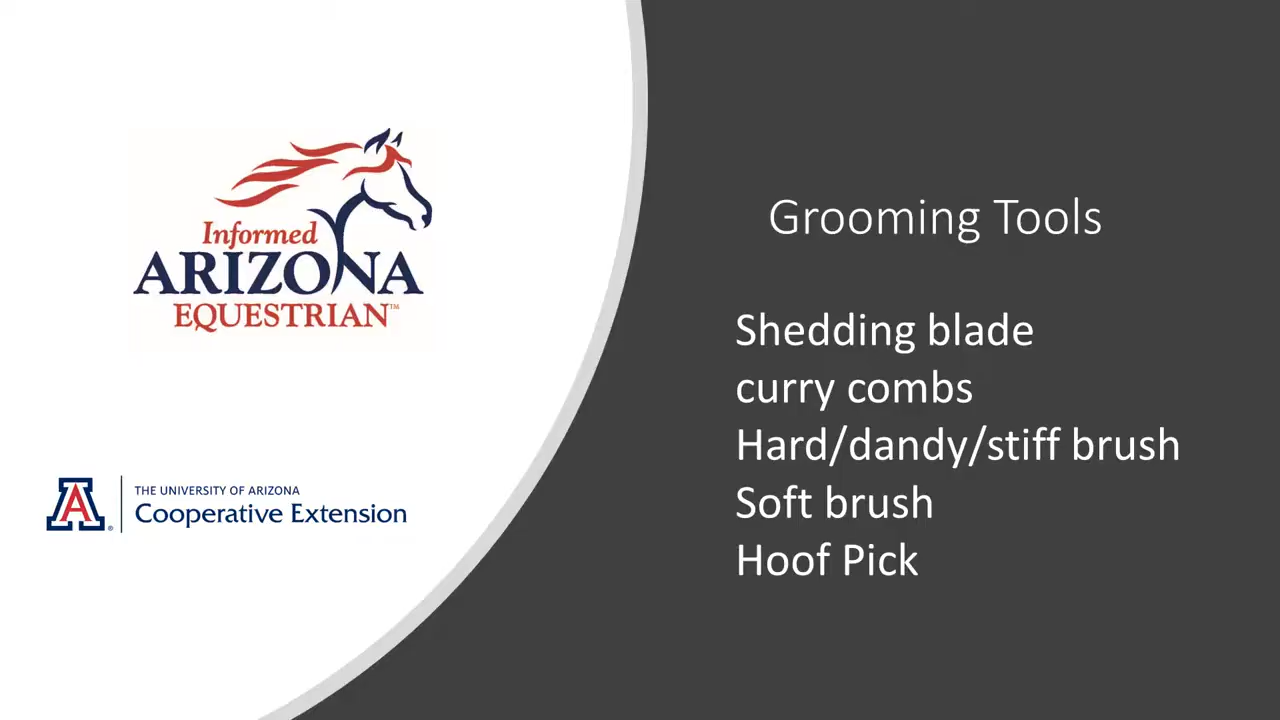 Informed
ARIZONA
EQUESTRIAN™
A®
THE UNIVERSITY OF ARIZONA
Cooperative Extension
Grooming Tools
Shedding blade
curry combs
Hard/dandy/stiff brush
Soft brush
Hoof Pick